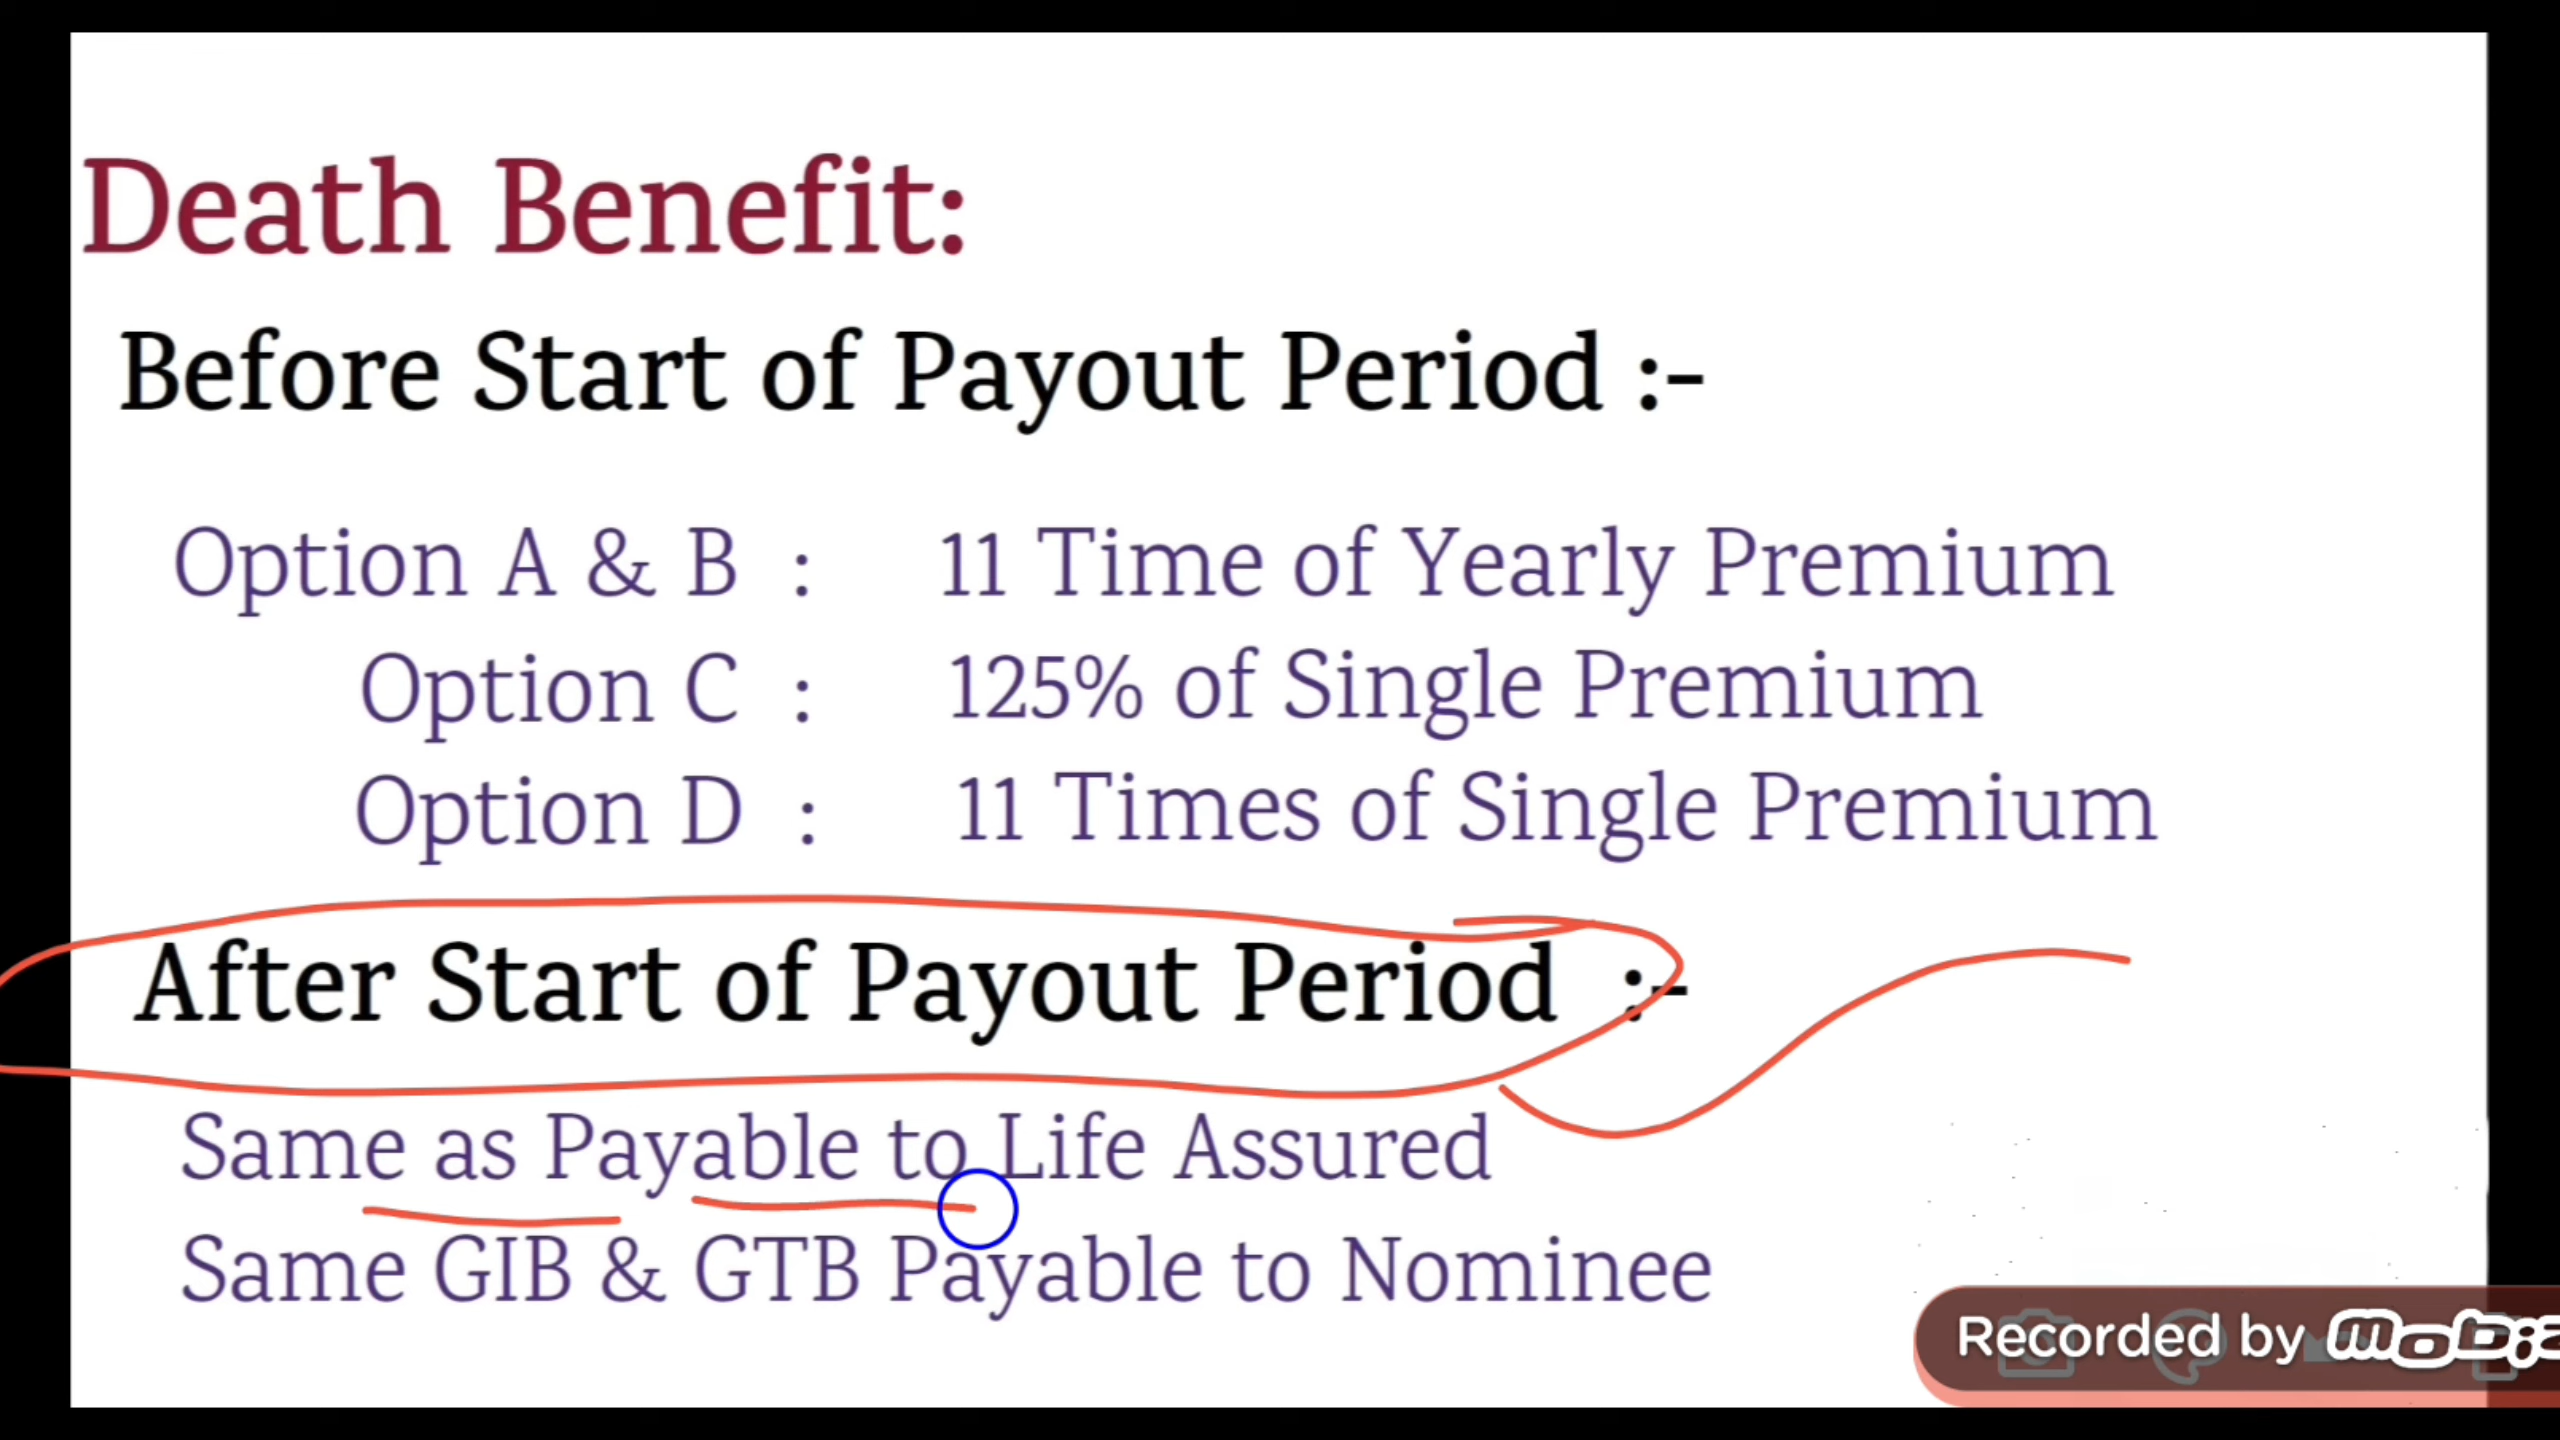 Death Benefit:
Before Start of Payout Period :-
Option A & B : 11 Time of Yearly Premium
Option C : 125% of Single Premium
Option D : 11 Times of Single Premium
After Start of Payout Period :-
Same as Payable to Life Assured
Same GIB & GTB Payable to Nominee
Recorded by